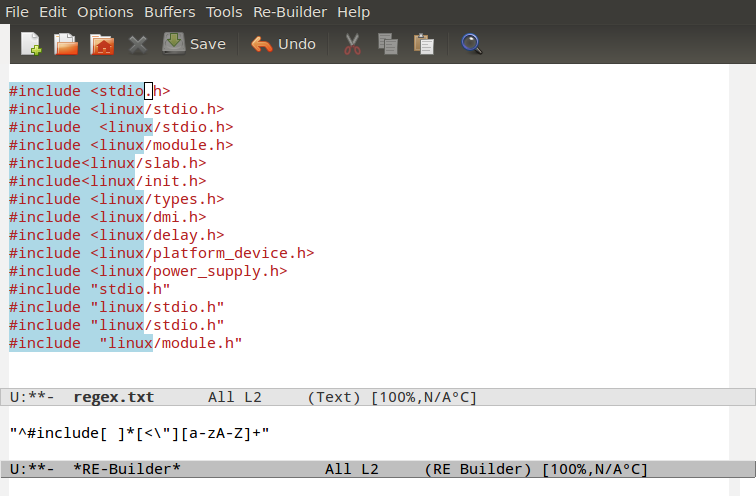 File Edit Options Buffers Tools Re-Builder Help
Save Undo
#include <stdio.h>
#include <linux/stdio.h>
#include  <linux/stdio.h>
#include <linux/module.h>
#include<linux/slab.h>
#include<linux/init.h>
#include <linux/types.h>
#include <linux/dmi.h>
#include <linux/delay.h>
#include <linux/platform_device.h>
#include <linux/power_supply.h>
#include "stdio.h"
#include "linux/stdio.h"
#include "linux/stdio.h"
#include  "linux/module.h"
U:**-  regex.txt      All L2     (Text) [100%,N/A°C]
"^#include[ ]*[<\"][a-zA-Z]+"
U:**-  *RE-Builder*                All L2     (RE Builder) [100%,N/A°C]